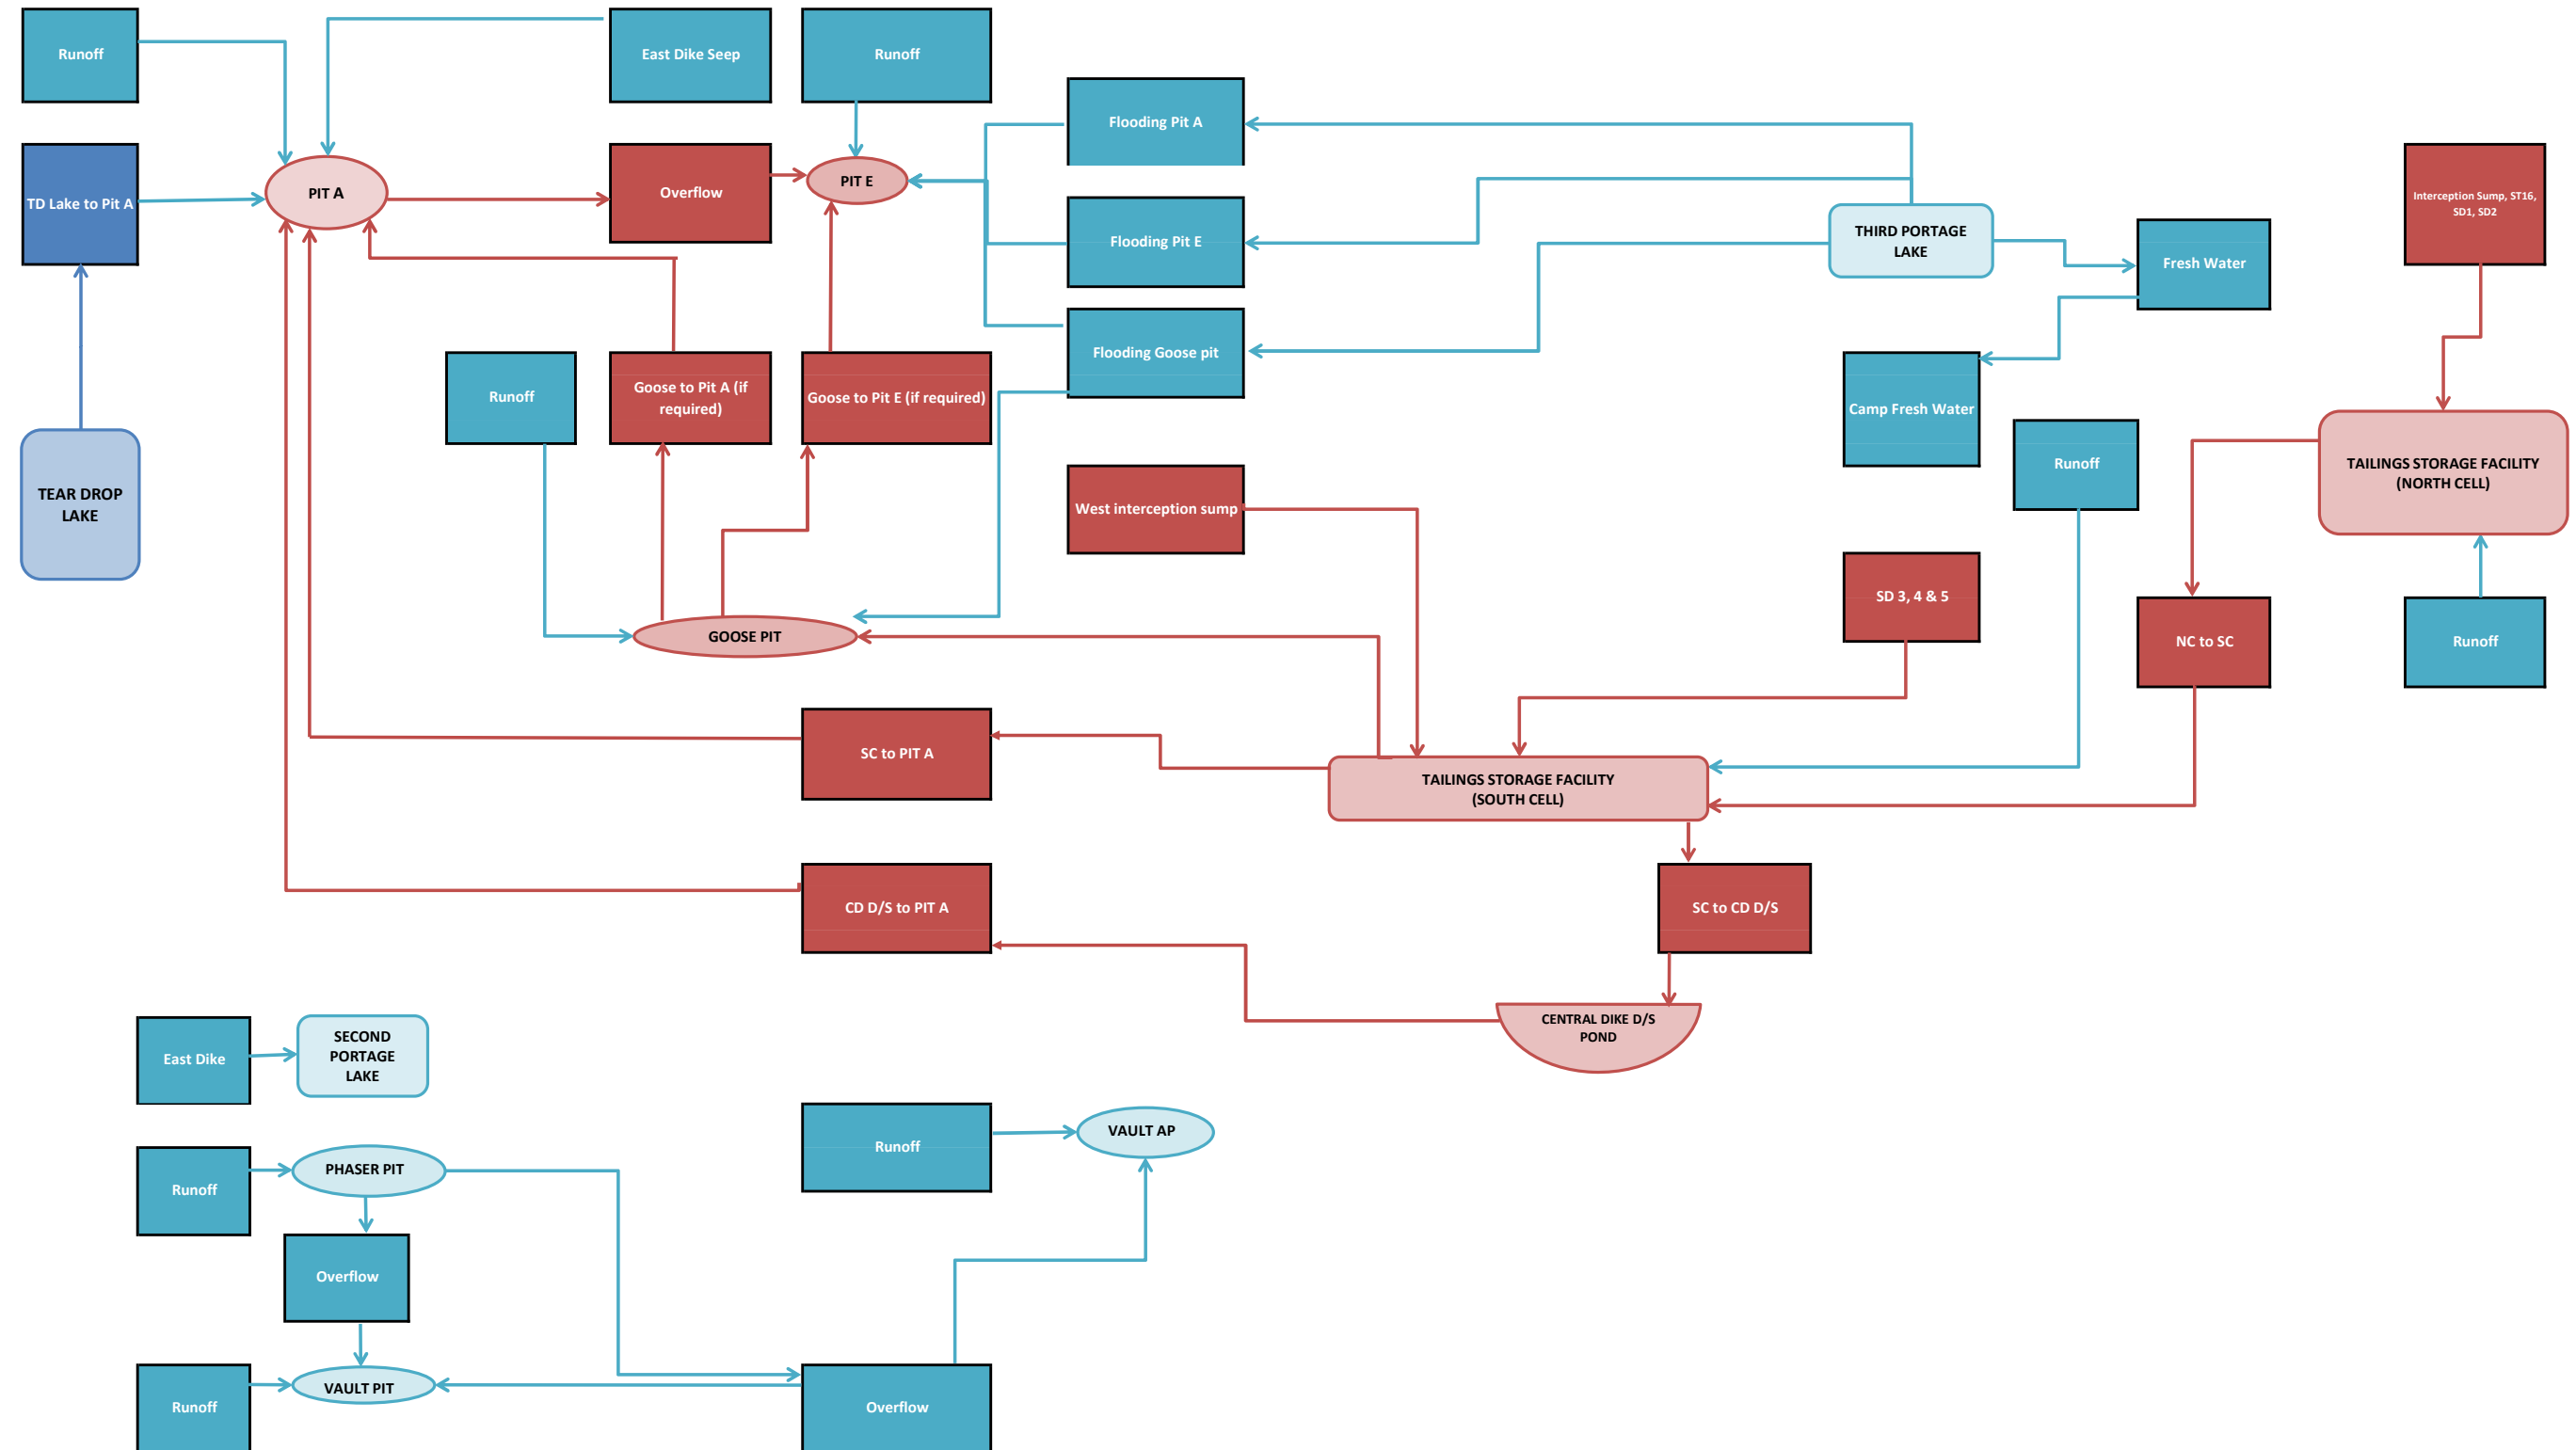 Runoff
East Dike Seep
Runoff
Flooding Pit A
TD Lake to Pit A
PIT A
Overflow
PIT E
Flooding Pit E
THIRD PORTAGE
LAKE
Fresh Water
Interception Sump, ST16,
SD1, SD2
Runoff
Goose to Pit A (if
required)
Goose to Pit E (if required)
Flooding Goose pit
Camp Fresh Water
Runoff
TAILINGS STORAGE FACILITY
(NORTH CELL)
TEAR DROP
LAKE
West interception sump
SD 3, 4 & 5
NC to SC
Runoff
GOOSE PIT
SC to PIT A
TAILINGS STORAGE FACILITY
(SOUTH CELL)
CD D/S to PIT A
SC to CD D/S
CENTRAL DIKE D/S
POND
East Dike
SECOND
PORTAGE
LAKE
Runoff
VAULT AP
Runoff
PHASER PIT
Overflow
Runoff
VAULT PIT
Overflow